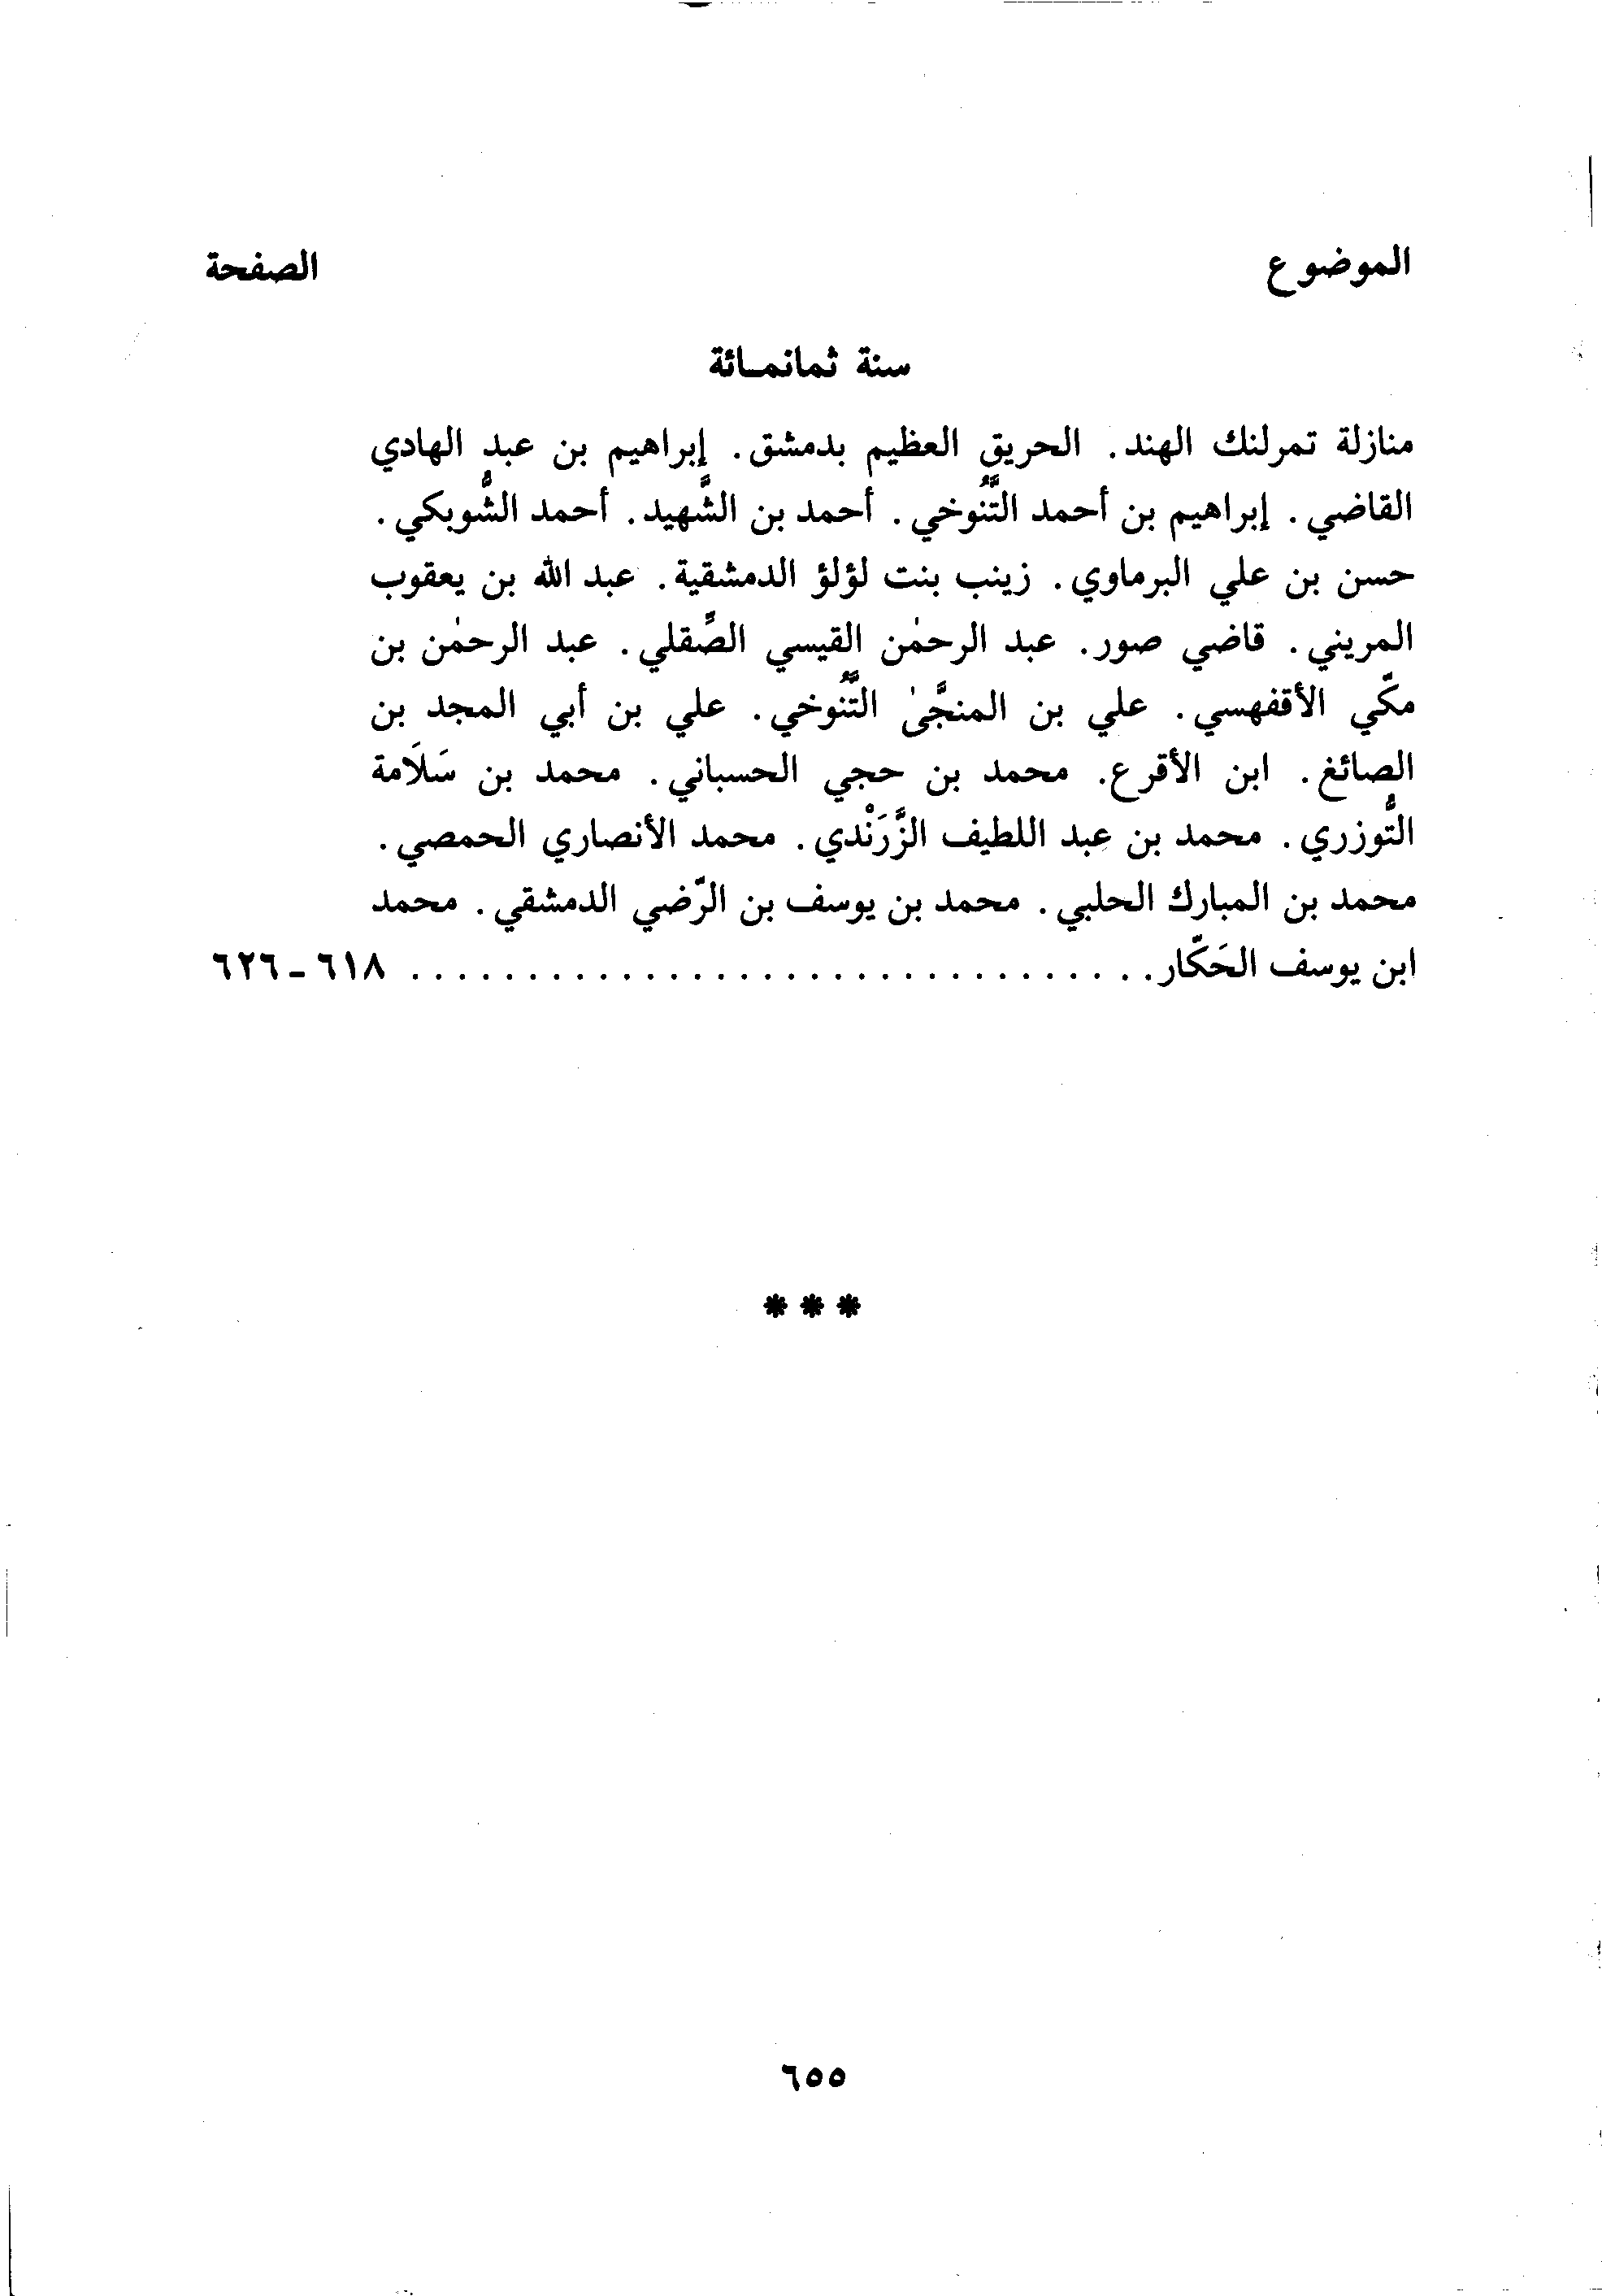 الموضوع الصفحة
سنة ثمانمائة
منازلة تمرلنك الهند. الحريق العظيم بدمشق. إبراهيم بن عبد الهادي
القاضي. إبراهيم بن أحمد التَّنُّوخي. أحمد بن الشَّهيد. أحمد الشُّوبكي.
حسن بن علي البرماوي. زينب بنت لؤلؤ الدمشقية. عبد الله بن يعقوب
المريني. قاضي صور. عبد الرحمٰن القيسي الصِّقلي. عبد الرحمٰن بن
مكّي الأقفهسي. علي بن المنجَّىٰ التَّنُّوخي. علي بن أبي المجد بن
الصائغ. ابن الأقرع. محمد بن حجي الحسباني. محمد بن سَلَامة
التُّوزري. محمد بن عبد اللطيف الزَّرَنْدي. محمد الأنصاري الحمصي.
محمد بن المبارك الحلبي. محمد بن يوسف بن الرّضي الدمشقي. محمد
ابن يوسف الحَكّار ................................ ٦١٨ - ٦٢٦
* * *
٦٥٥